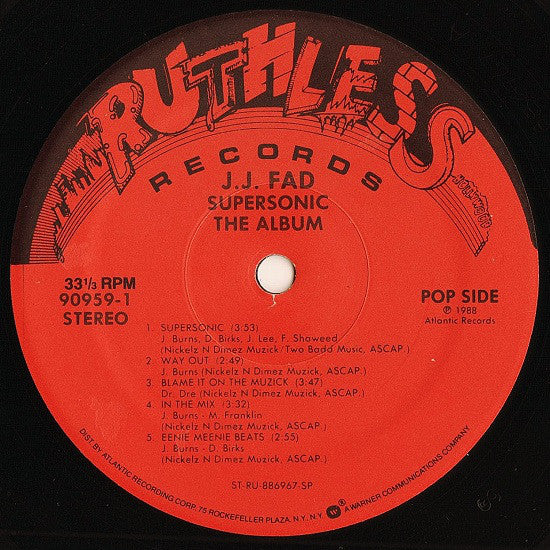 RUTHLESS
RECORDS
J.J. FAD
SUPERSONIC
THE ALBUM
33⅓ RPM
90959-1
STEREO
POP SIDE
℗ 1988
Atlantic Records
1. SUPERSONIC (3:53)
J. Burns, D. Birks, J. Lee, F. Shaweed
(Nickelz N Dimez Muzick/Two Badd Music, ASCAP.)
2. WAY OUT (2:49)
J. Burns
(Nickelz N Dimez Muzick, ASCAP.)
3. BLAME IT ON THE MUZICK (3:47)
Dr. Dre (Nickelz N Dimez Muzick, ASCAP.)
4. IN THE MIX (3:32)
J. Burns - M. Franklin
(Nickelz N Dimez Muzick, ASCAP.)
5. EENIE MEENIE BEATS (2:55)
J. Burns - D. Birks
(Nickelz N Dimez Muzick, ASCAP.)
ST-RU-886967-SP
DIST. BY ATLANTIC RECORDING CORP. 75 ROCKEFELLER PLAZA, N.Y., N.Y. ® A WARNER COMMUNICATIONS COMPANY